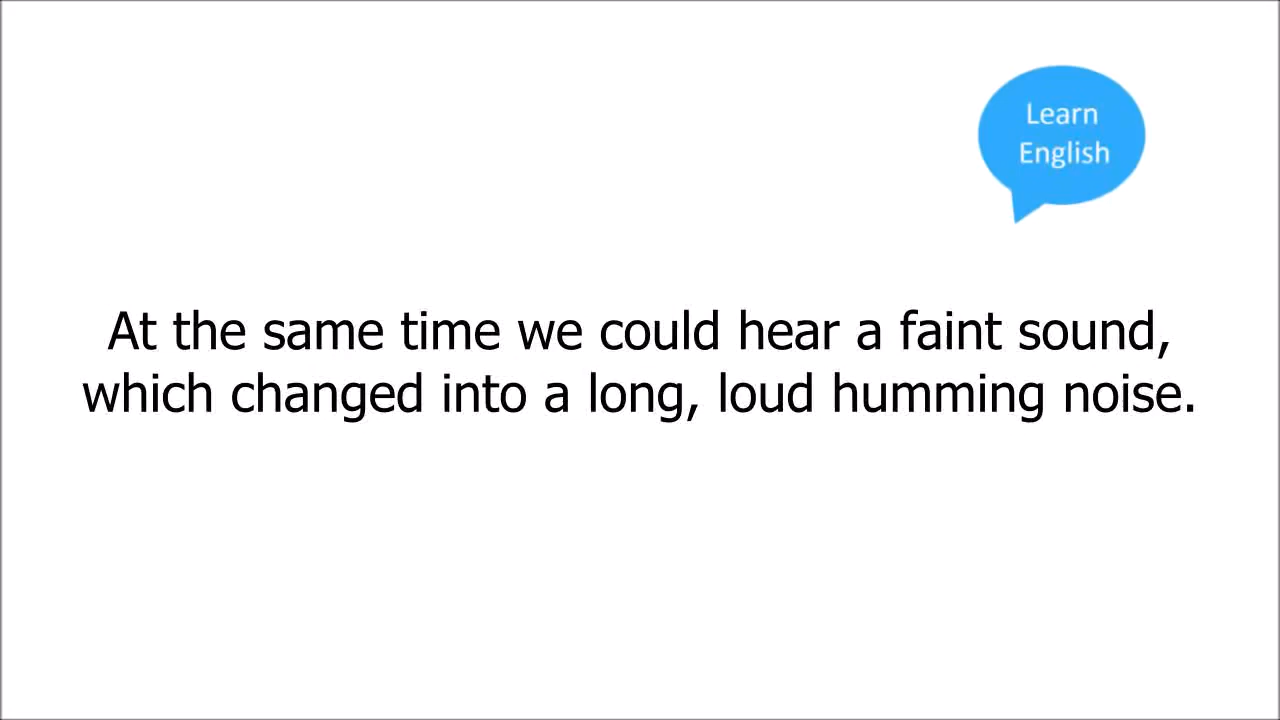 Learn
English
At the same time we could hear a faint sound,
which changed into a long, loud humming noise.